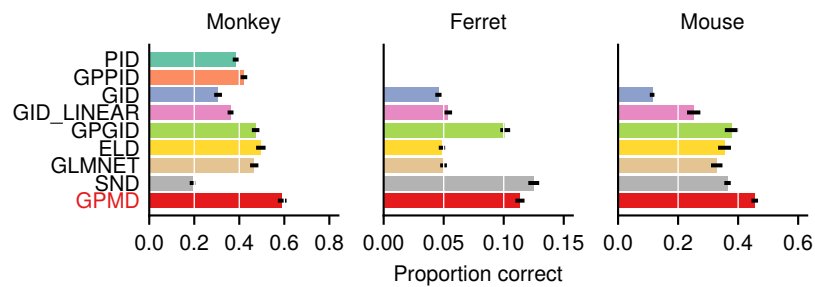 Monkey Ferret Mouse
PID
GPPID
GID
GID_LINEAR
GPGID
ELD
GLMNET
SND
GPMD
0.0 0.2 0.4 0.6 0.8 0.00 0.05 0.10 0.15 0.0 0.2 0.4 0.6
Proportion correct